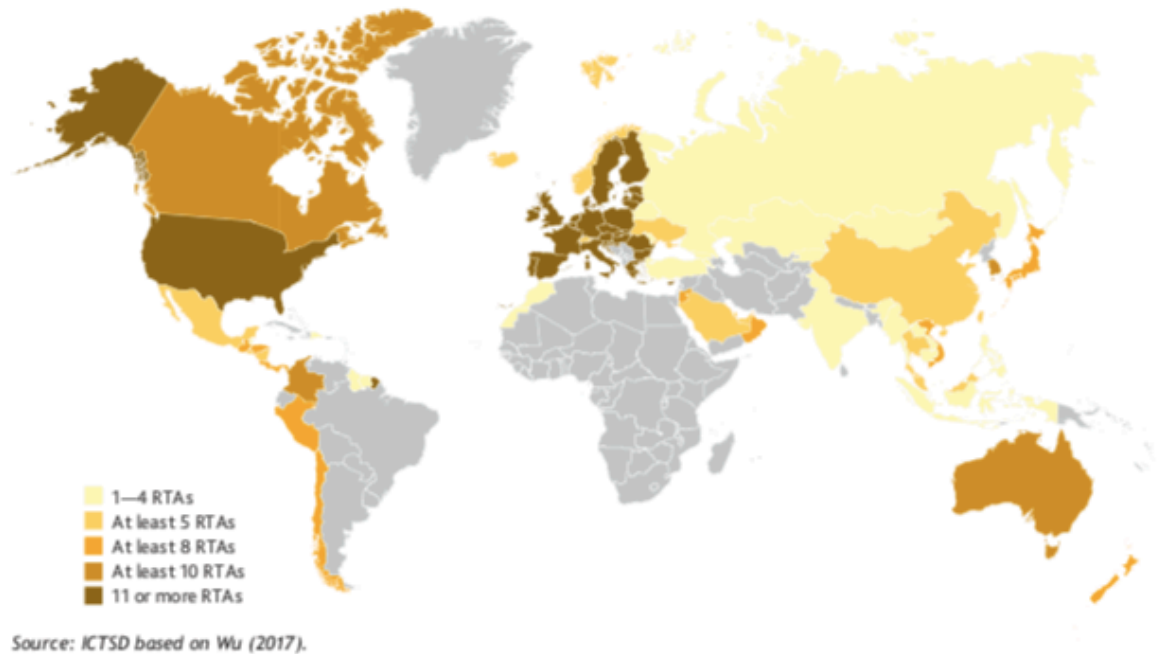 1—4 RTAs
At least 5 RTAs
At least 8 RTAs
At least 10 RTAs
11 or more RTAs
Source: ICTSD based on Wu (2017).